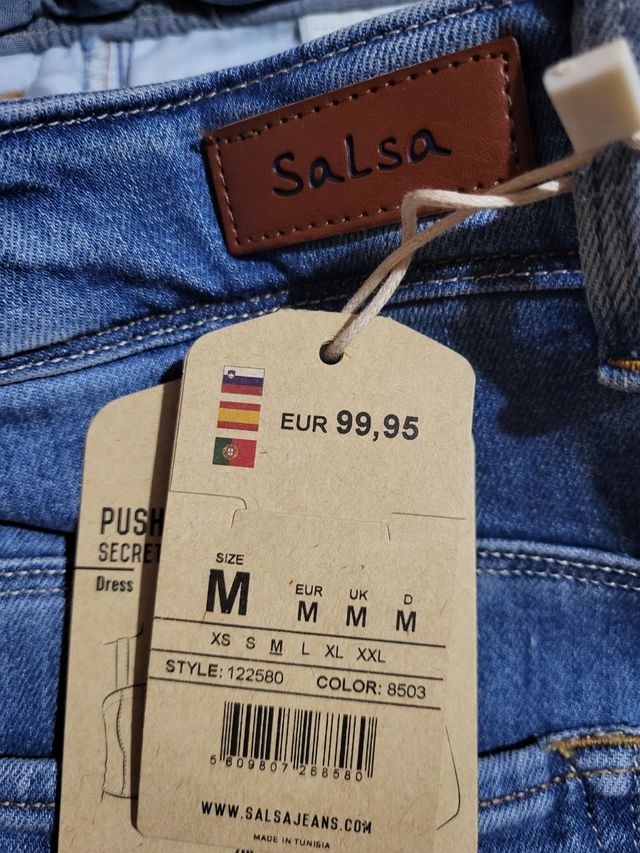 Salsa
EUR 99,95
PUSH
SECRET
Dress
SIZE
M
EUR UK D
M M M
XS S M L XL XXL
STYLE: 122580 COLOR: 8503
5 609807 268580
WWW.SALSAJEANS.COM
MADE IN TUNISIA